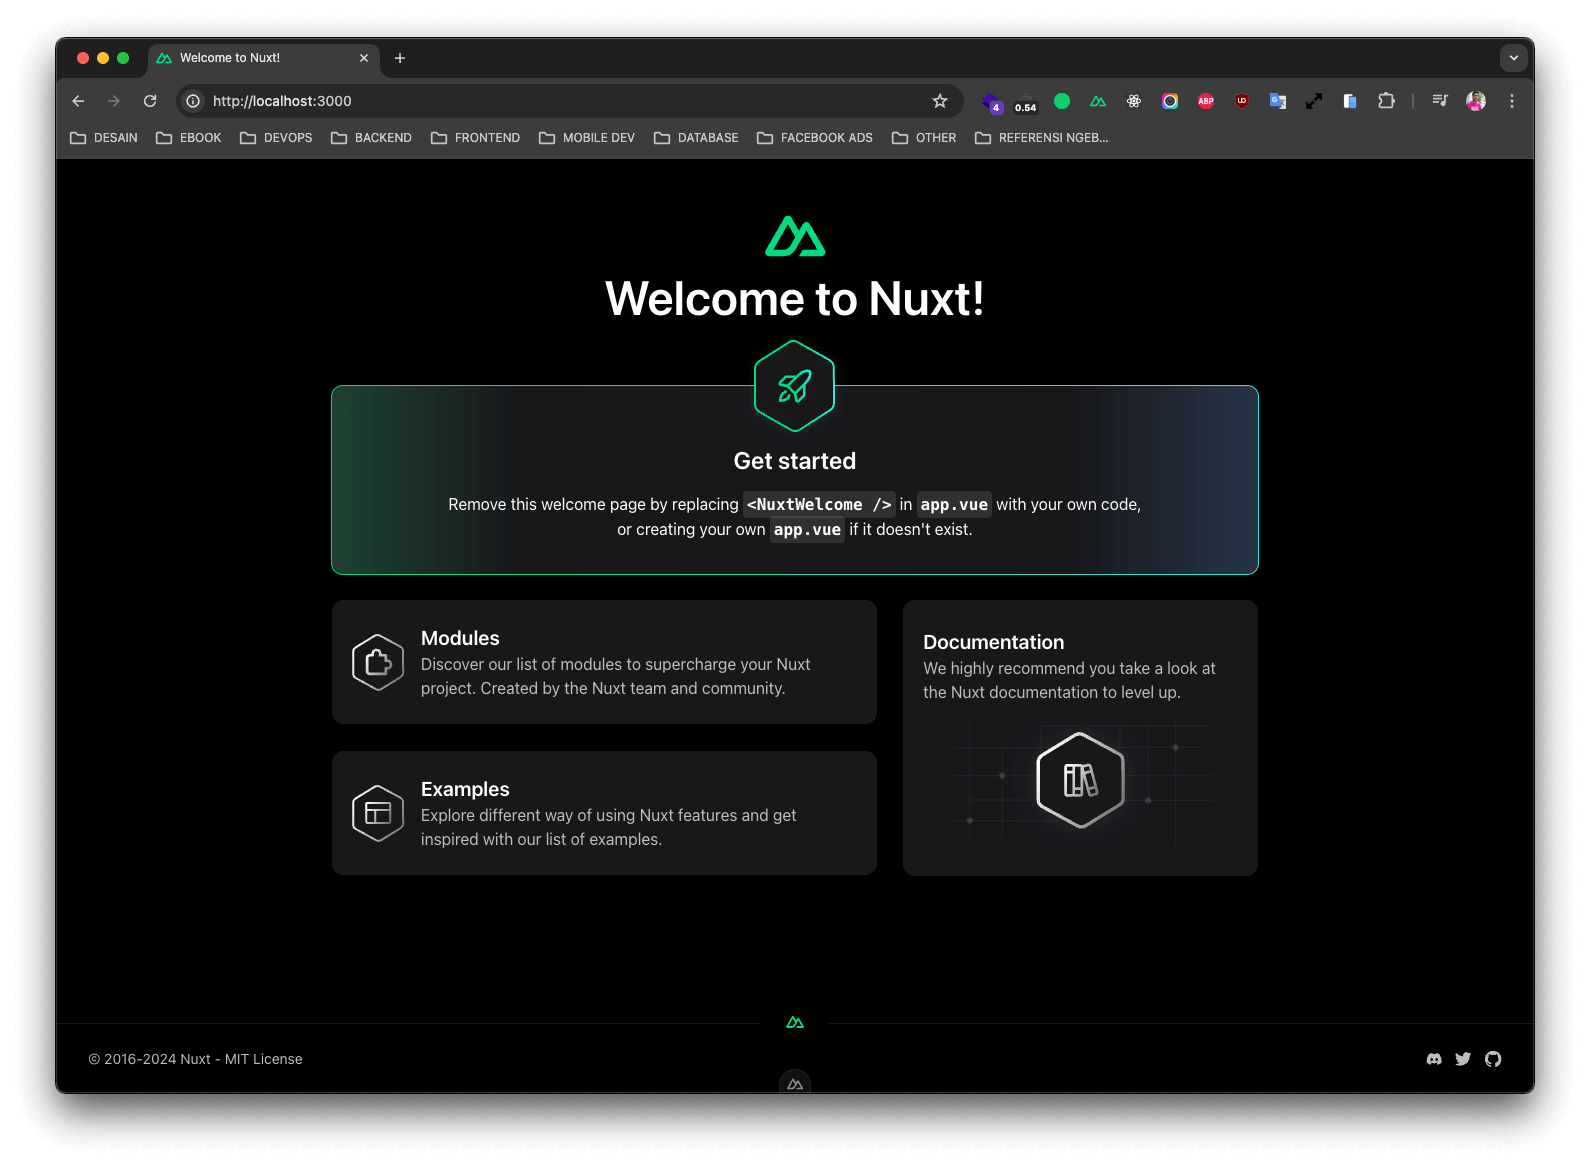 Welcome to Nuxt!
http://localhost:3000
4
0.54
ABP
DESAIN
EBOOK
DEVOPS
BACKEND
FRONTEND
MOBILE DEV
DATABASE
FACEBOOK ADS
OTHER
REFERENSI NGEB...
Welcome to Nuxt!
Get started
Remove this welcome page by replacing <NuxtWelcome /> in app.vue with your own code,
or creating your own app.vue if it doesn't exist.
Modules
Discover our list of modules to supercharge your Nuxt
project. Created by the Nuxt team and community.
Documentation
We highly recommend you take a look at
the Nuxt documentation to level up.
Examples
Explore different way of using Nuxt features and get
inspired with our list of examples.
© 2016-2024 Nuxt - MIT License